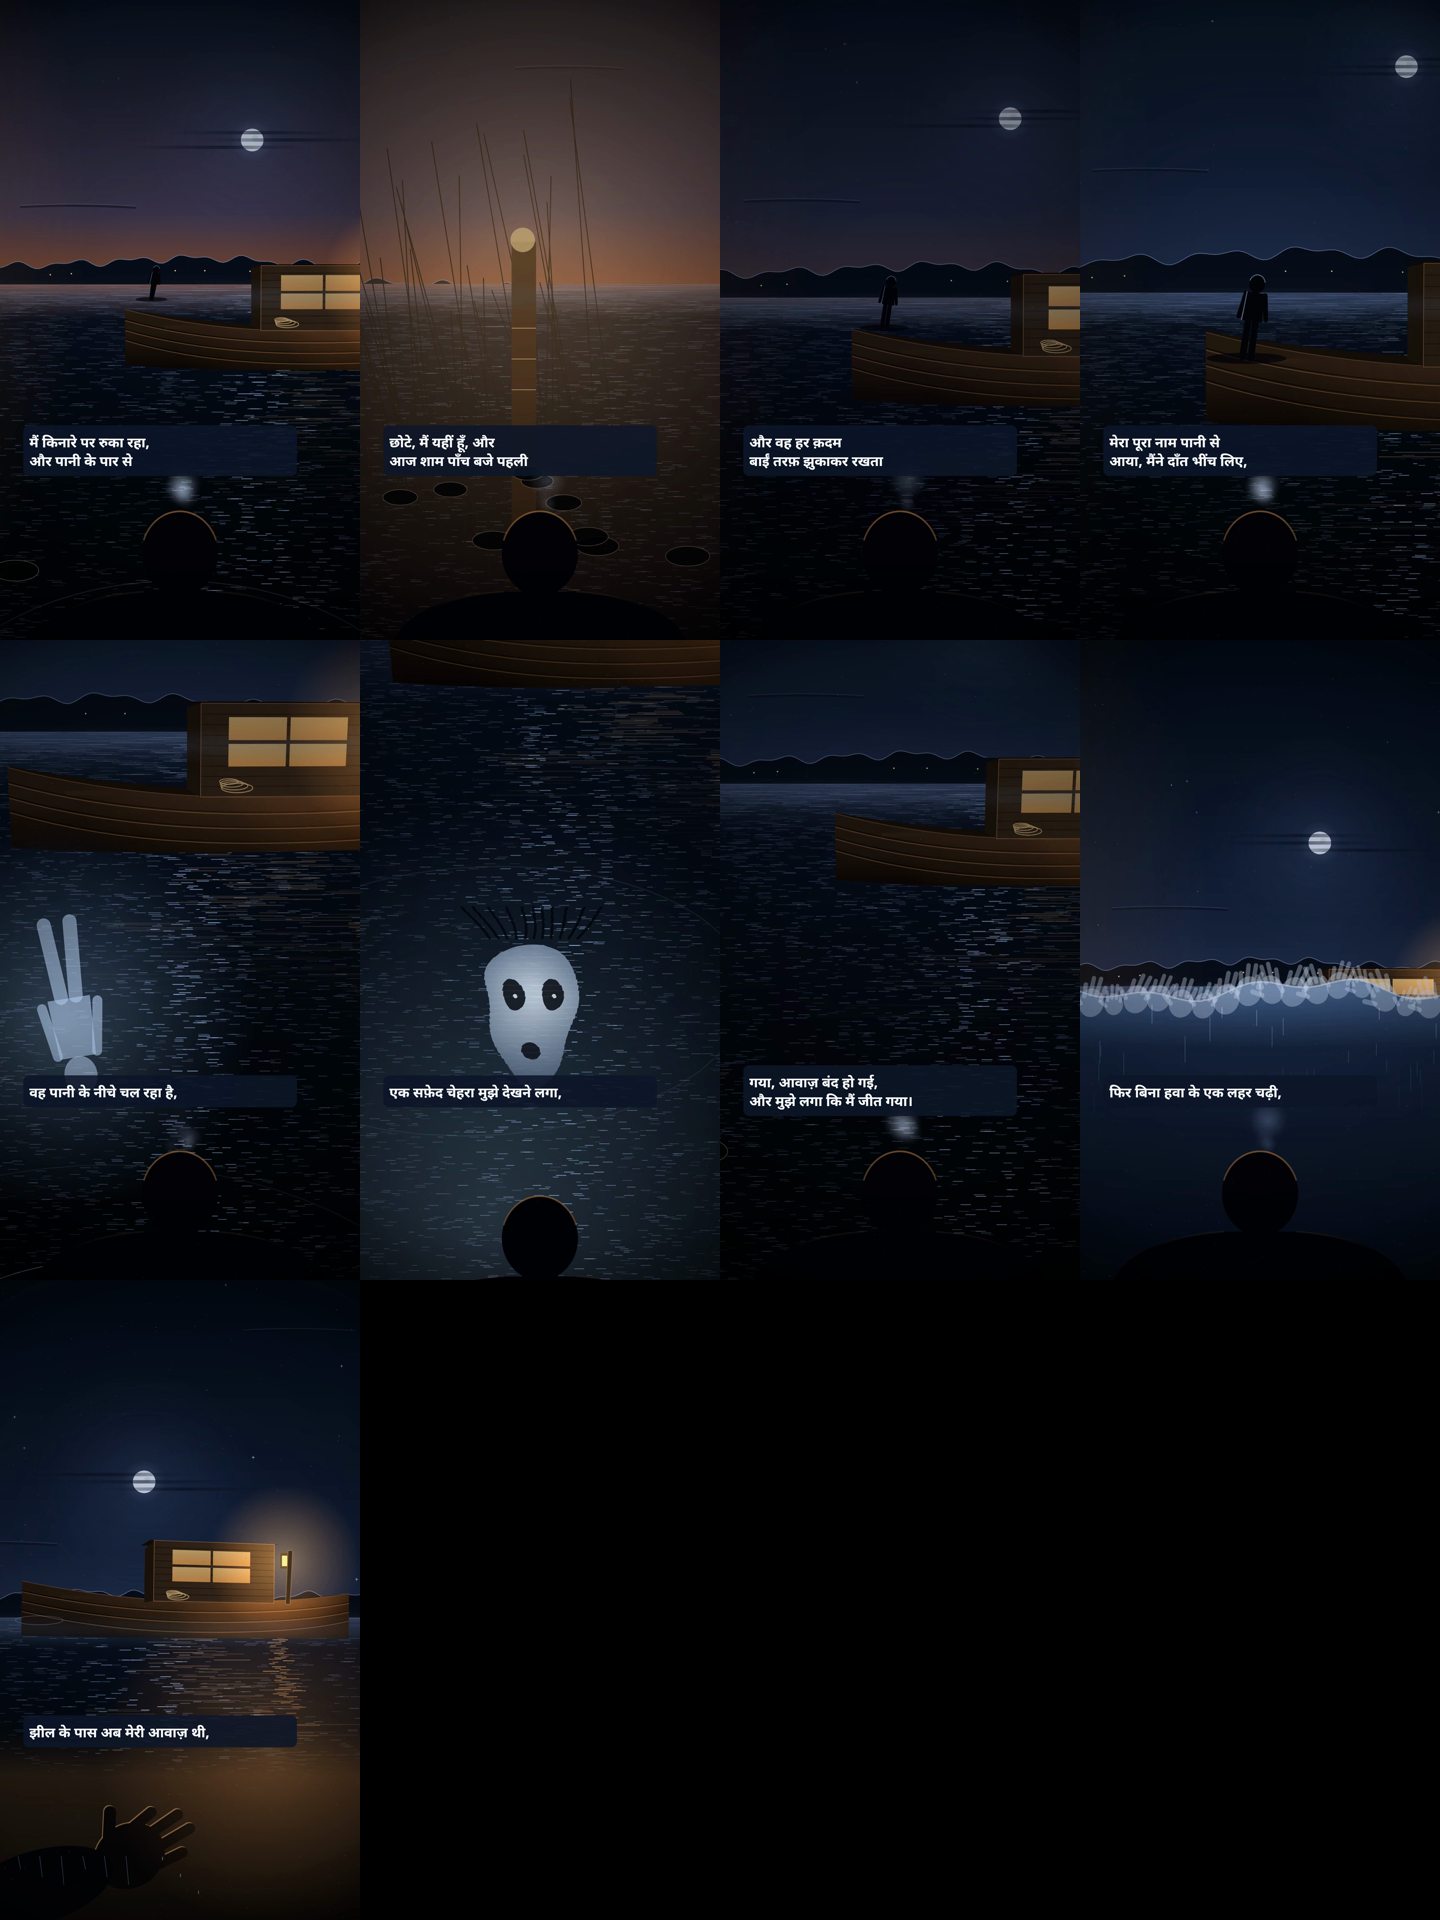 मैं किनारे पर रुका रहा,
और पानी के पार से
छोटे, मैं यहीं हूँ, और
आज शाम पाँच बजे पहली
और वह हर क़दम
बाईं तरफ़ झुकाकर रखता
मेरा पूरा नाम पानी से
आया, मैंने दाँत भींच लिए,
वह पानी के नीचे चल रहा है,
एक सफ़ेद चेहरा मुझे देखने लगा,
गया, आवाज़ बंद हो गई,
और मुझे लगा कि मैं जीत गया।
फिर बिना हवा के एक लहर चढ़ी,
झील के पास अब मेरी आवाज़ थी,